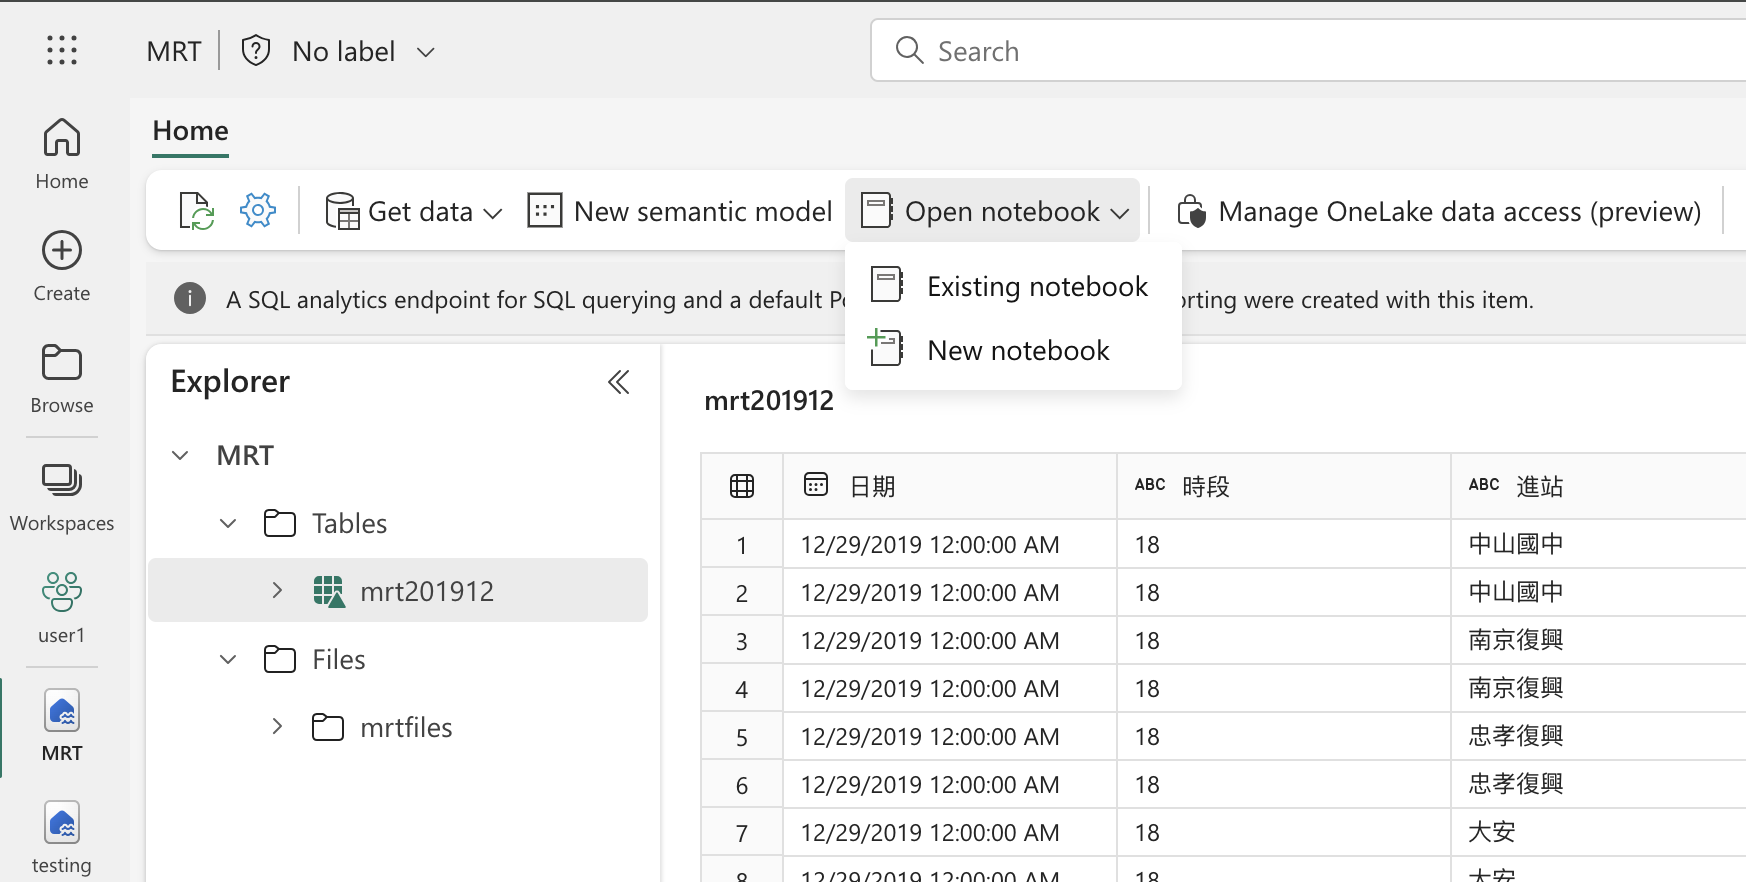 MRT
No label
Search
Home
Create
Browse
Workspaces
user1
MRT
testing
Home
Get data
New semantic model
Open notebook
Manage OneLake data access (preview)
Existing notebook
New notebook
A SQL analytics endpoint for SQL querying and a default
were created with this item.
Explorer
MRT
Tables
mrt201912
Files
mrtfiles
mrt201912
日期 ABC 時段 ABC 進站
1 12/29/2019 12:00:00 AM 18 中山國中
2 12/29/2019 12:00:00 AM 18 中山國中
3 12/29/2019 12:00:00 AM 18 南京復興
4 12/29/2019 12:00:00 AM 18 南京復興
5 12/29/2019 12:00:00 AM 18 忠孝復興
6 12/29/2019 12:00:00 AM 18 忠孝復興
7 12/29/2019 12:00:00 AM 18 大安
8 12/29/2019 12:00:00 AM 18 大安